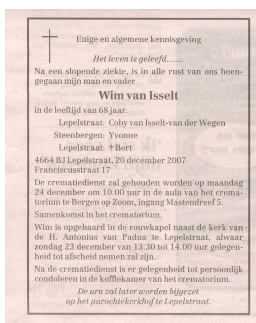 Enige en algemene kennisgeving
Het leven is geleefd.......
Na een slopende ziekte, is in alle rust van ons heen-
gegaan mijn man en vader
Wim van Isselt
in de leeftijd van 68 jaar.
Lepelstraat: Coby van Isselt-van der Wegen
Steenbergen: Yvonne
Lepelstraat: ✝Bert
4664 BJ Lepelstraat, 20 december 2007
Franciscusstraat 17
De crematiedienst zal gehouden worden op maandag
24 december om 10.00 uur in de aula van het crema-
torium te Bergen op Zoom, ingang Mastendreef 5.
Samenkomst in het crematorium.
Wim is opgebaard in de rouwkapel naast de kerk van
de H. Antonius van Padua te Lepelstraat, alwaar
zondag 23 december van 13.30 tot 14.00 uur gelegen-
heid tot afscheid nemen zal zijn.
Na de crematiedienst is er gelegenheid tot persoonlijk
condoleren in de koffiekamer van het crematorium.
De urn zal later worden bijgezet
op het parochiekerkhof te Lepelstraat.